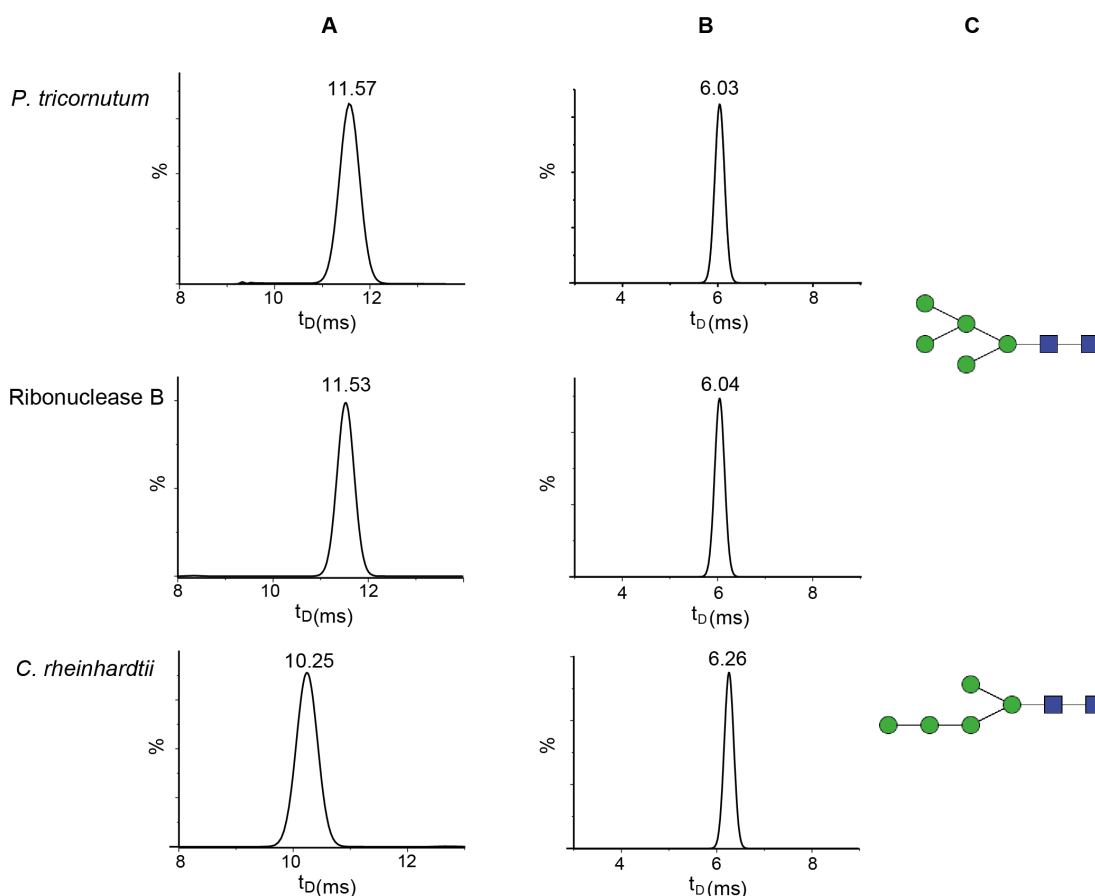 A B C
P. tricornutum
11.57
%
8 10 12
tD(ms)
6.03
%
4 6 8
tD(ms)
Ribonuclease B
11.53
%
8 10 12
tD(ms)
6.04
%
4 6 8
tD(ms)
C. rheinhardtii
10.25
%
8 10 12
tD(ms)
6.26
%
4 6 8
tD(ms)